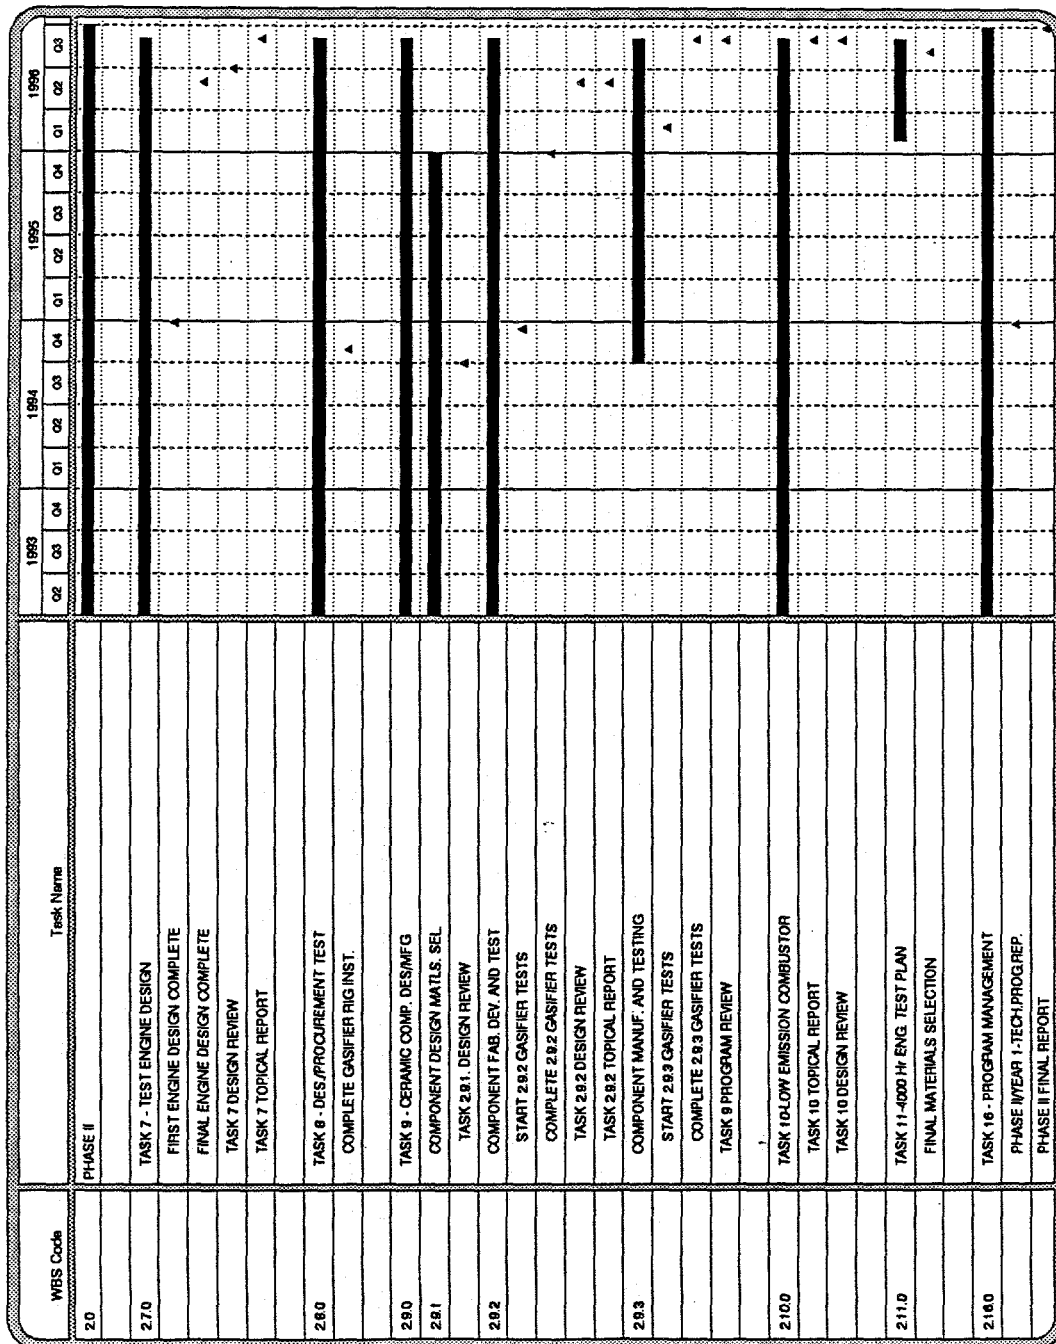 WBS Code Task Name 1993 1994 1995 1996
Q2 Q3 Q4 Q1 Q2 Q3 Q4 Q1 Q2 Q3 Q4 Q1 Q2 Q3
2.0 PHASE II
2.7.0 TASK 7 - TEST ENGINE DESIGN
FIRST ENGINE DESIGN COMPLETE
FINAL ENGINE DESIGN COMPLETE
TASK 7 DESIGN REVIEW
TASK 7 TOPICAL REPORT
2.8.0 TASK 8 - DES./PROCUREMENT TEST
COMPLETE GASIFIER RIG INST.
2.9.0 TASK 9 - CERAMIC COMP. DES/MFG
2.9.1 COMPONENT DESIGN MATLS. SEL.
TASK 2.9.1. DESIGN REVIEW
2.9.2 COMPONENT FAB. DEV. AND TEST
START 2.9.2 GASIFIER TESTS
COMPLETE 2.9.2 GASIFIER TESTS
TASK 2.9.2 DESIGN REVIEW
TASK 2.9.2 TOPICAL REPORT
2.9.3 COMPONENT MANUF. AND TESTING
START 2.9.3 GASIFIER TESTS
COMPLETE 2.9.3 GASIFIER TESTS
TASK 9 PROGRAM REVIEW
2.10.0 TASK 10-LOW EMISSION COMBUSTOR
TASK 10 TOPICAL REPORT
TASK 10 DESIGN REVIEW
2.11.0 TASK 11-4000 Hr ENG. TEST PLAN
FINAL MATERIALS SELECTION
2.16.0 TASK 16 - PROGRAM MANAGEMENT
PHASE II/YEAR 1-TECH.PROG.REP.
PHASE II FINAL REPORT